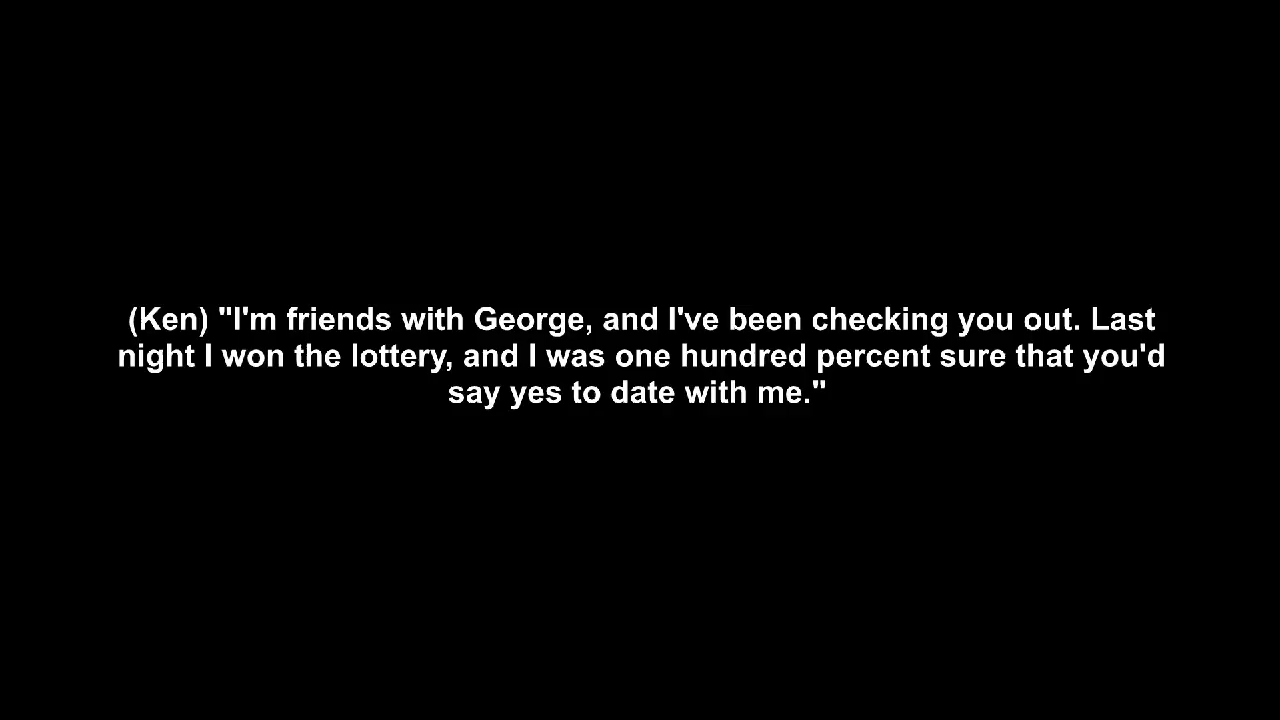 (Ken) "I'm friends with George, and I've been checking you out. Last
night I won the lottery, and I was one hundred percent sure that you'd
say yes to date with me."